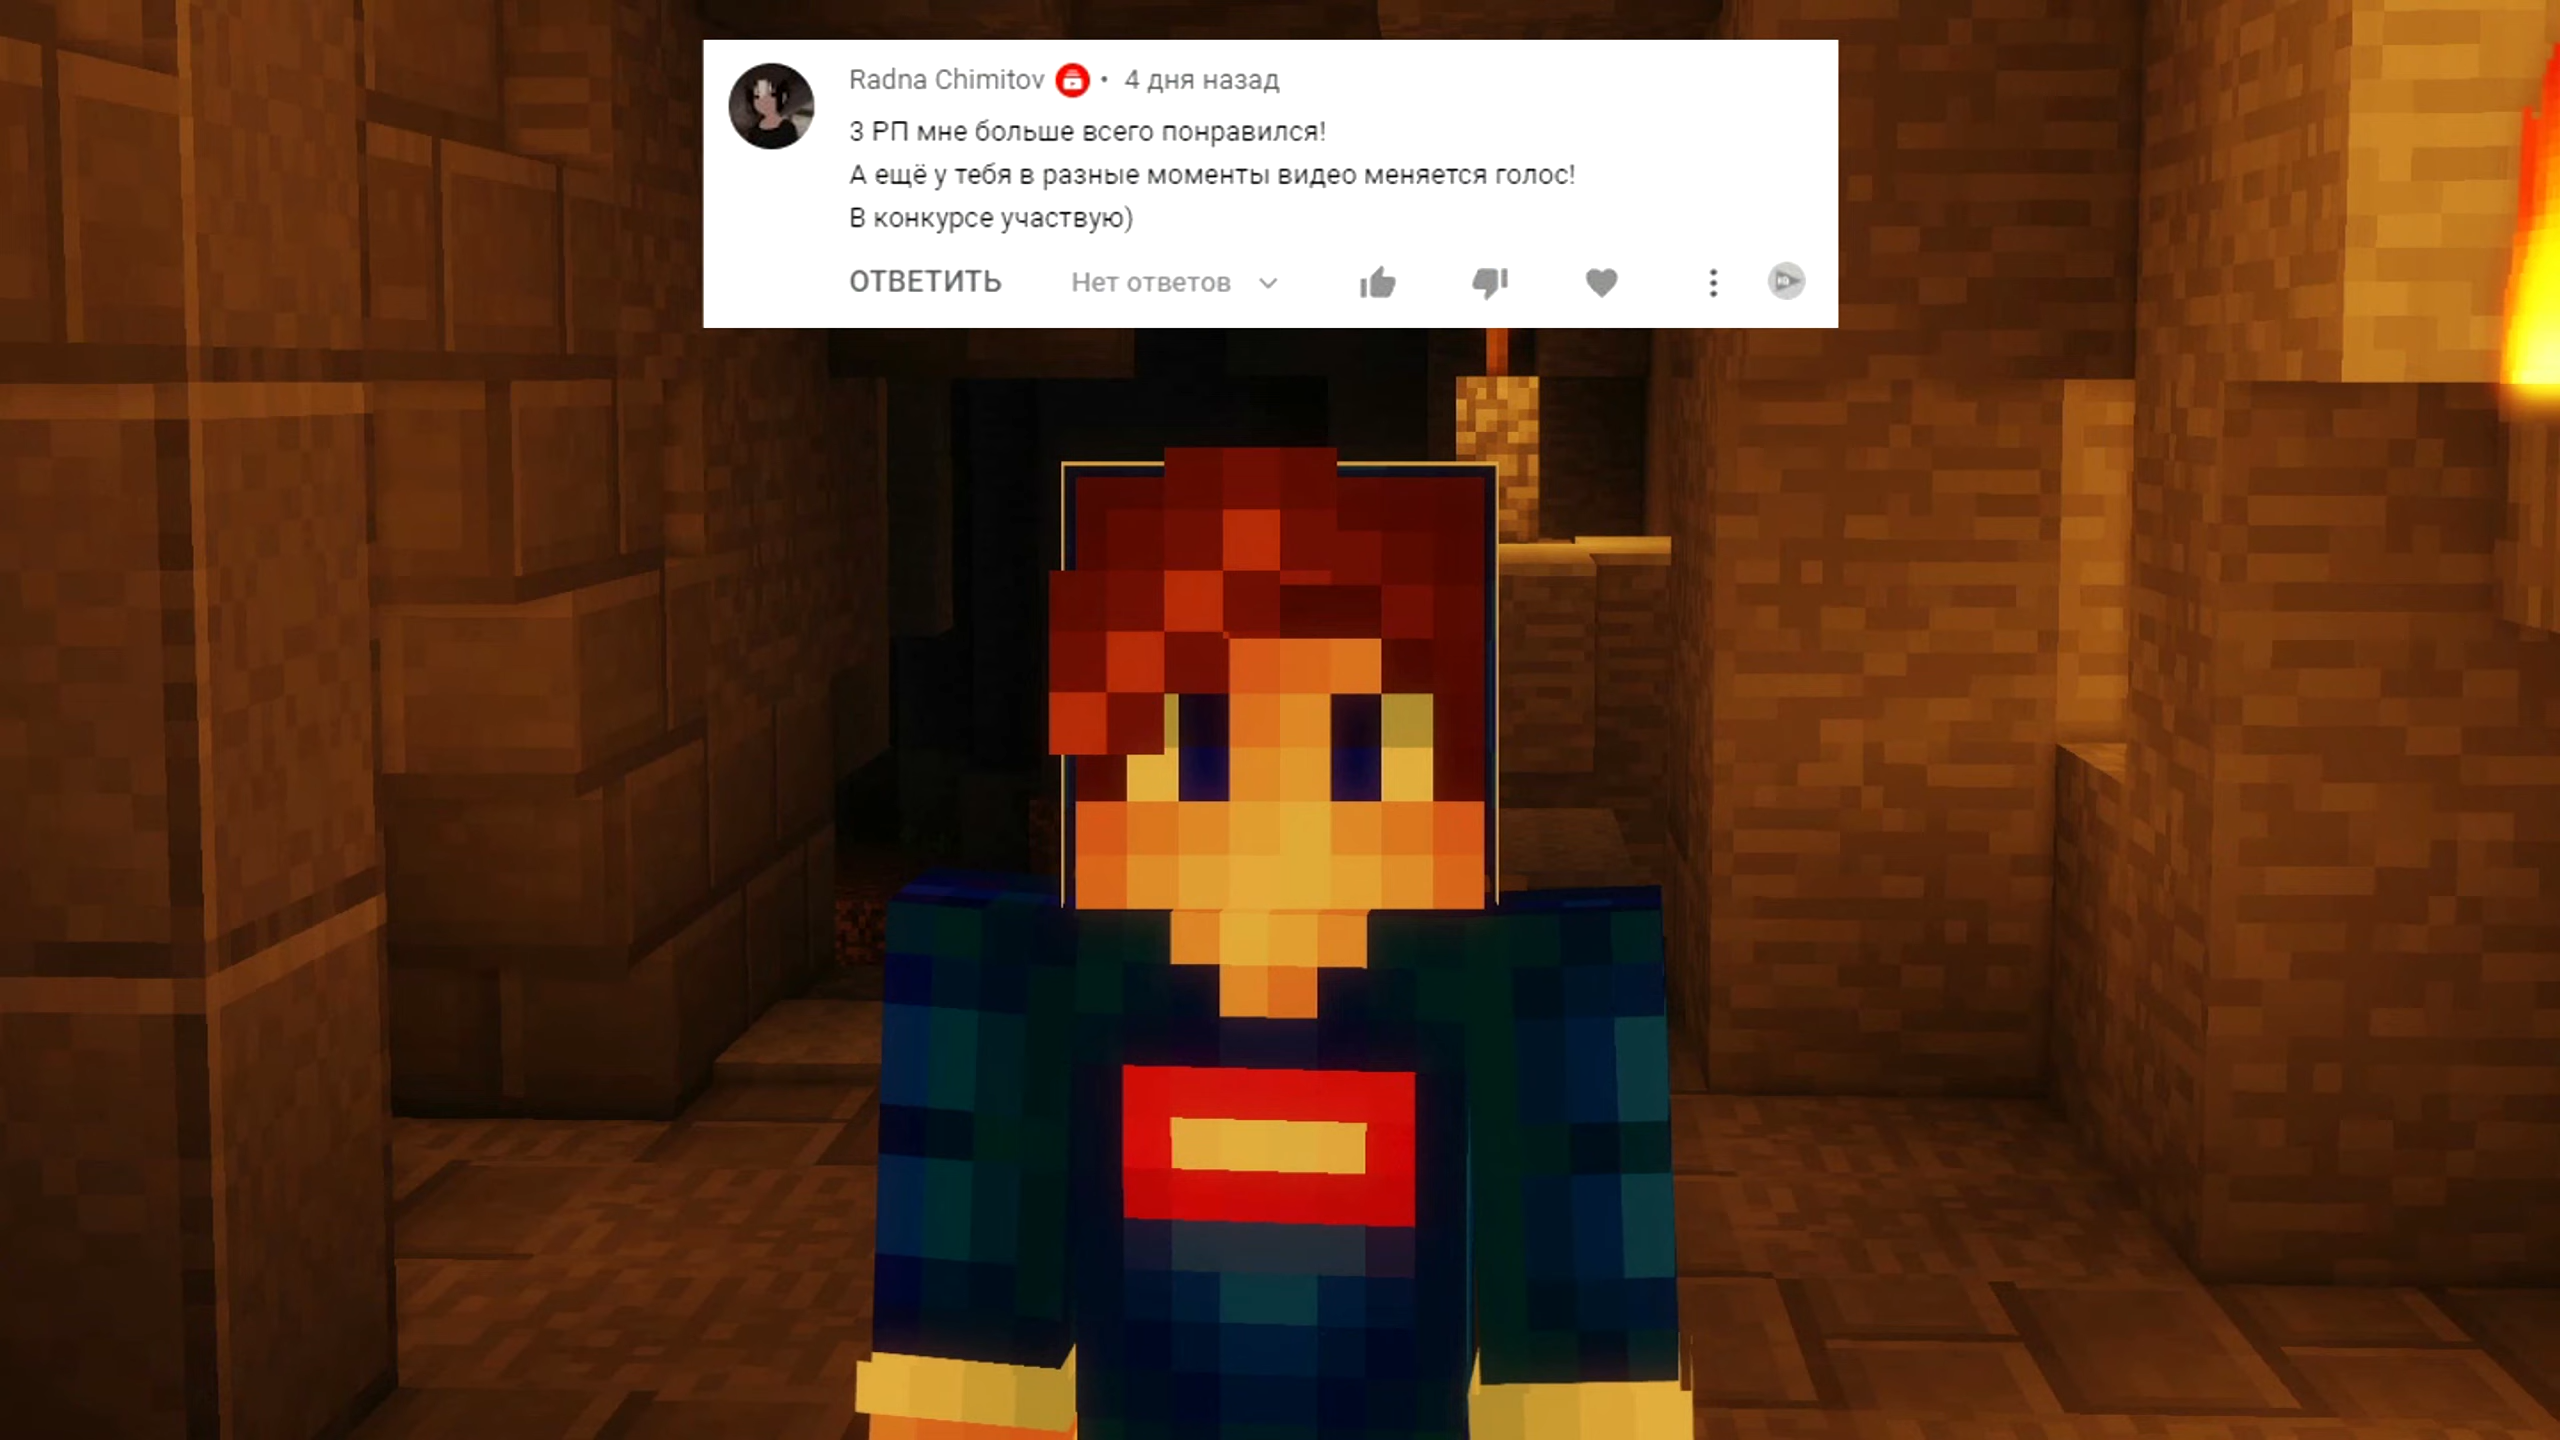 Radna Chimitov • 4 дня назад
3 РП мне больше всего понравился!
А ещё у тебя в разные моменты видео меняется голос!
В конкурсе участвую)
ОТВЕТИТЬ Нет ответов